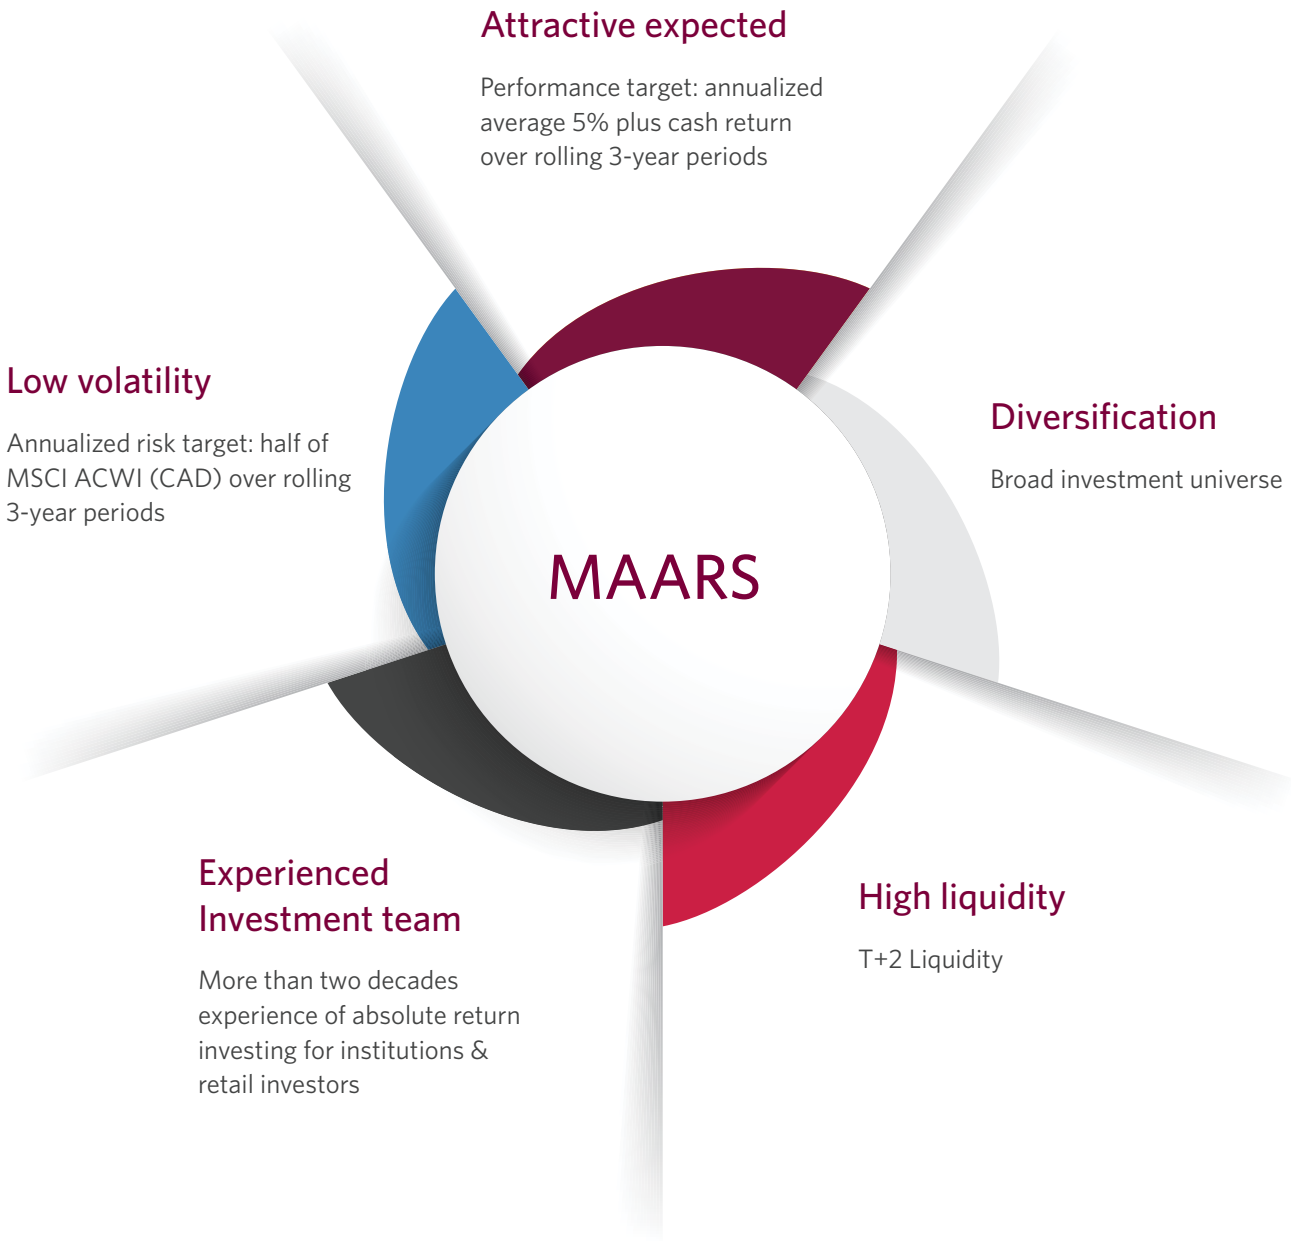 Attractive expected
Performance target: annualized
average 5% plus cash return
over rolling 3-year periods
Low volatility
Annualized risk target: half of
MSCI ACWI (CAD) over rolling
3-year periods
Diversification
Broad investment universe
MAARS
Experienced
Investment team
More than two decades
experience of absolute return
investing for institutions &
retail investors
High liquidity
T+2 Liquidity